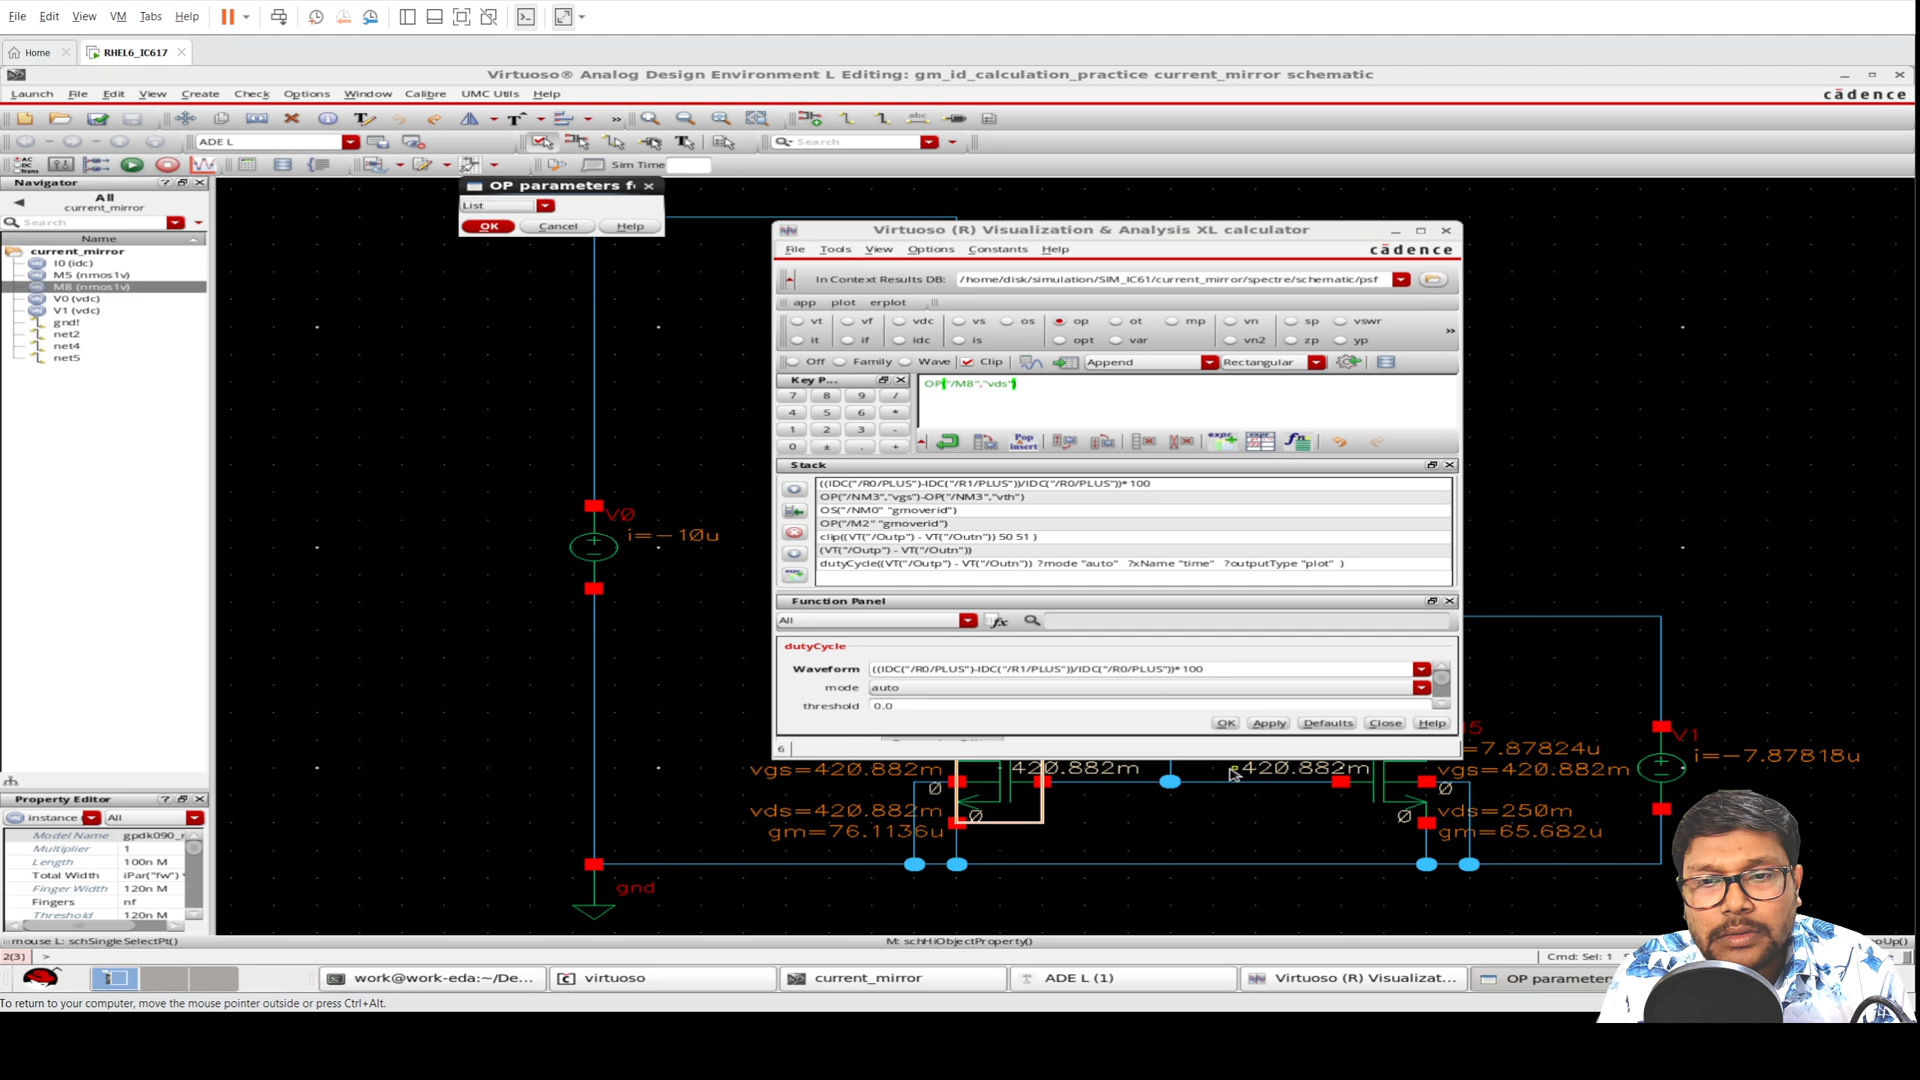 File Edit View VM Tabs Help
Home RHEL6_IC617
Virtuoso® Analog Design Environment L Editing: gm_id_calculation_practice current_mirror schematic
Launch File Edit View Create Check Options Window Calibre UMC Utils Help
cādence
ADE L
Search
Sim Time
Navigator
All
current_mirror
Search
Name
current_mirror
I0 (idc)
M5 (nmos1v)
M8 (nmos1v)
V0 (vdc)
V1 (vdc)
gnd!
net2
net4
net5
OP parameters f
List
OK Cancel Help
Virtuoso (R) Visualization & Analysis XL calculator
File Tools View Options Constants Help
cādence
In Context Results DB: /home/disk/simulation/SIM_IC61/current_mirror/spectre/schematic/psf
app plot erplot
vt vf vdc vs os op ot mp vn sp vswr
it if idc is opt var vn2 zp yp
Off Family Wave Clip Append Rectangular
Key P...
7 8 9 /
4 5 6 *
1 2 3 -
0 ± . +
OP("/M8","vds")
Stack
((IDC("/R0/PLUS")-IDC("/R1/PLUS"))/IDC("/R0/PLUS"))*100
OP("/NM3","vgs")-OP("/NM3","vth")
OS("/NM0" "gmoverid")
OP("/M2" "gmoverid")
clip((VT("/Outp") - VT("/Outn")) 50 51 )
(VT("/Outp") - VT("/Outn"))
dutyCycle((VT("/Outp") - VT("/Outn")) ?mode "auto" ?xName "time" ?outputType "plot" )
Function Panel
All
dutyCycle
Waveform ((IDC("/R0/PLUS")-IDC("/R1/PLUS"))/IDC("/R0/PLUS"))*100
mode auto
threshold 0.0
OK Apply Defaults Close Help
6
V0
i=-10u
gnd
vgs=420.882m
420.882m
0
vds=420.882m
0
gm=76.1136u
420.882m
=7.87824u
vgs=420.882m
0
vds=250m
0
gm=65.682u
V1
i=-7.87818u
Property Editor
instance All
Model Name gpdk090_
Multiplier 1
Length 100n M
Total Width iPar("fw")
Finger Width 120n M
Fingers nf
Threshold 120n M
mouse L: schSingleSelectPt()
M: schHiObjectProperty()
2(3) >
Cmd: Sel: 1
work@work-eda:~/De... virtuoso current_mirror ADE L (1) Virtuoso (R) Visualizat... OP parameter
To return to your computer, move the mouse pointer outside or press Ctrl+Alt.